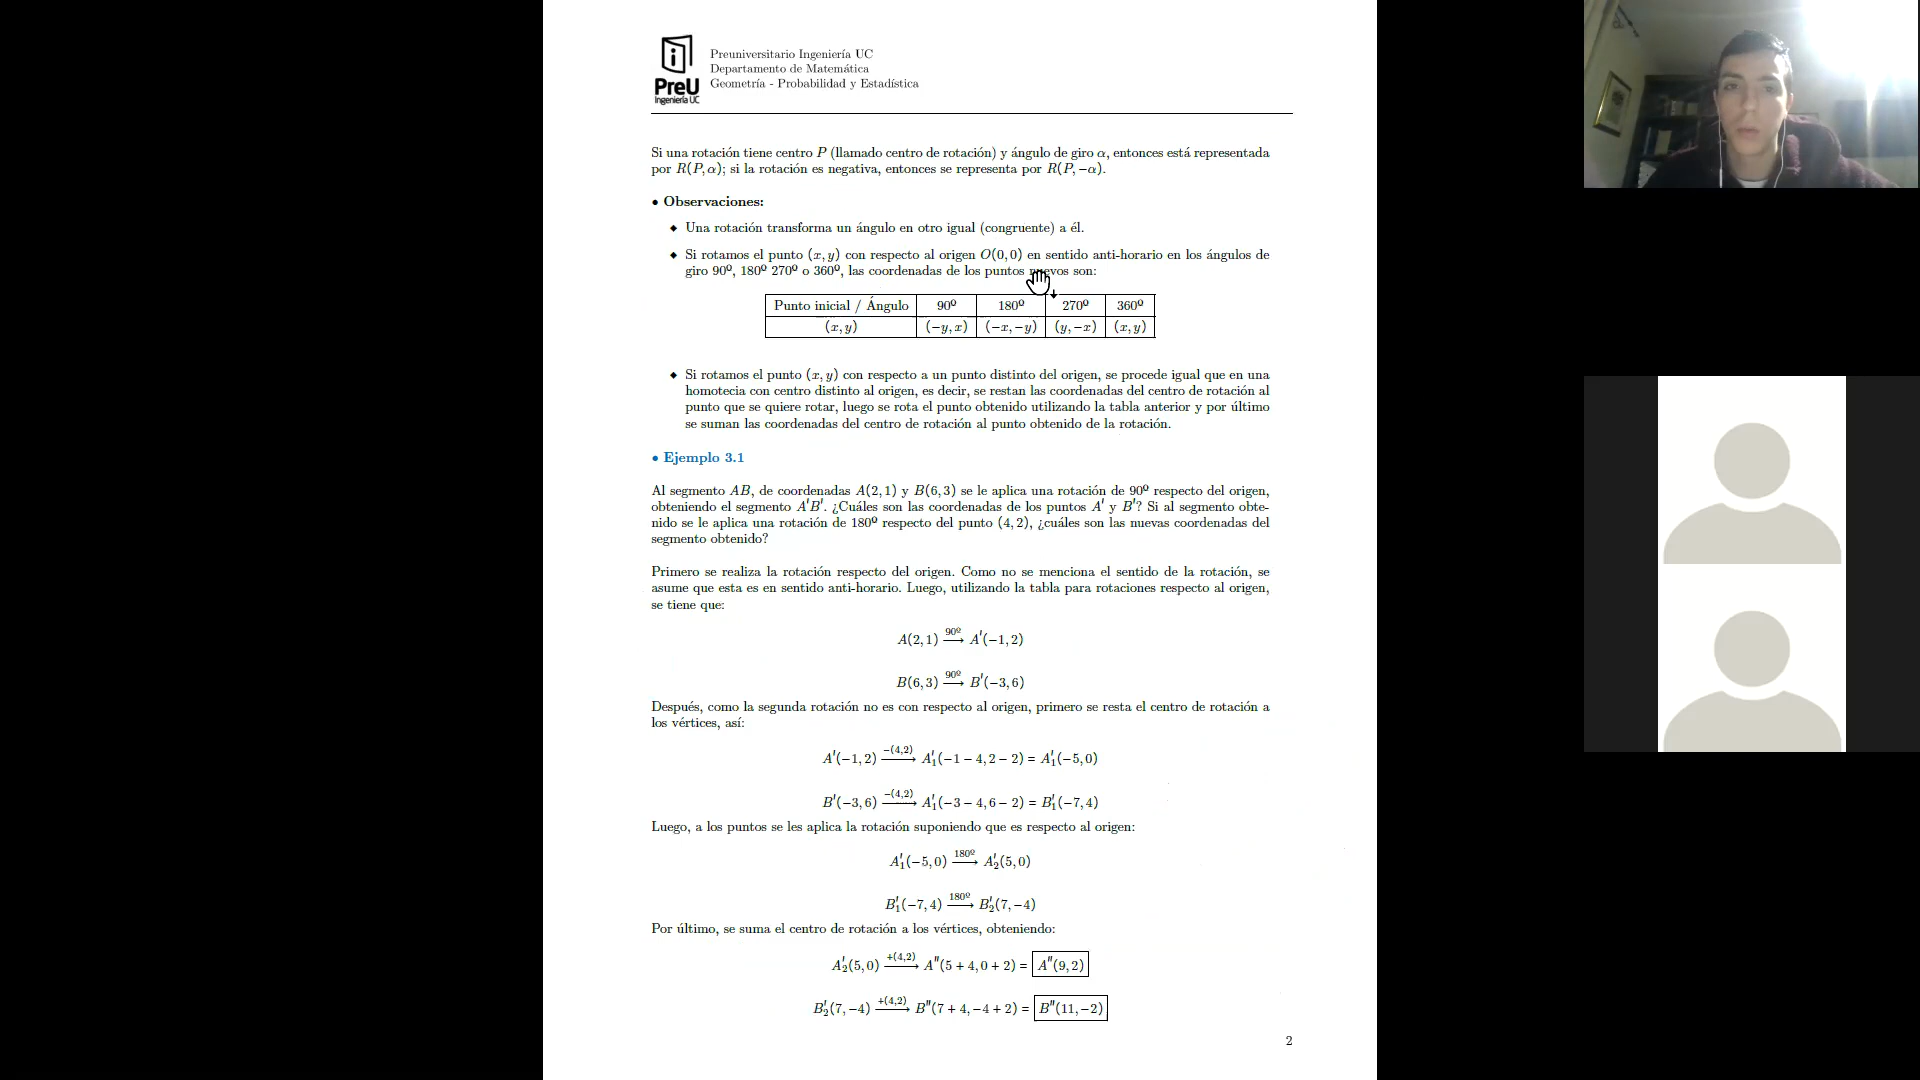 PreU
Ingeniería UC
Preuniversitario Ingeniería UC
Departamento de Matemática
Geometría - Probabilidad y Estadística
Si una rotación tiene centro P (llamado centro de rotación) y ángulo de giro α, entonces está representada
por R(P, α); si la rotación es negativa, entonces se representa por R(P, −α).
• Observaciones:
◆ Una rotación transforma un ángulo en otro igual (congruente) a él.
◆ Si rotamos el punto (x, y) con respecto al origen O(0, 0) en sentido anti-horario en los ángulos de
giro 90º, 180º 270º o 360º, las coordenadas de los puntos nuevos son:
Punto inicial / Ángulo 90º 180º 270º 360º
(x, y) (−y, x) (−x, −y) (y, −x) (x, y)
◆ Si rotamos el punto (x, y) con respecto a un punto distinto del origen, se procede igual que en una
homotecia con centro distinto al origen, es decir, se restan las coordenadas del centro de rotación al
punto que se quiere rotar, luego se rota el punto obtenido utilizando la tabla anterior y por último
se suman las coordenadas del centro de rotación al punto obtenido de la rotación.
• Ejemplo 3.1
Al segmento AB, de coordenadas A(2, 1) y B(6, 3) se le aplica una rotación de 90º respecto del origen,
obteniendo el segmento A′B′. ¿Cuáles son las coordenadas de los puntos A′ y B′? Si al segmento obte-
nido se le aplica una rotación de 180º respecto del punto (4, 2), ¿cuáles son las nuevas coordenadas del
segmento obtenido?
Primero se realiza la rotación respecto del origen. Como no se menciona el sentido de la rotación, se
asume que esta es en sentido anti-horario. Luego, utilizando la tabla para rotaciones respecto al origen,
se tiene que:
A(2, 1) 90º⟶ A′(−1, 2)
B(6, 3) 90º⟶ B′(−3, 6)
Después, como la segunda rotación no es con respecto al origen, primero se resta el centro de rotación a
los vértices, así:
A′(−1, 2) −(4,2)⟶ A′₁(−1 − 4, 2 − 2) = A′₁(−5, 0)
B′(−3, 6) −(4,2)⟶ A′₁(−3 − 4, 6 − 2) = B′₁(−7, 4)
Luego, a los puntos se les aplica la rotación suponiendo que es respecto al origen:
A′₁(−5, 0) 180º⟶ A′₂(5, 0)
B′₁(−7, 4) 180º⟶ B′₂(7, −4)
Por último, se suma el centro de rotación a los vértices, obteniendo:
A′₂(5, 0) +(4,2)⟶ A″(5 + 4, 0 + 2) = A″(9, 2)
B′₂(7, −4) +(4,2)⟶ B″(7 + 4, −4 + 2) = B″(11, −2)
2